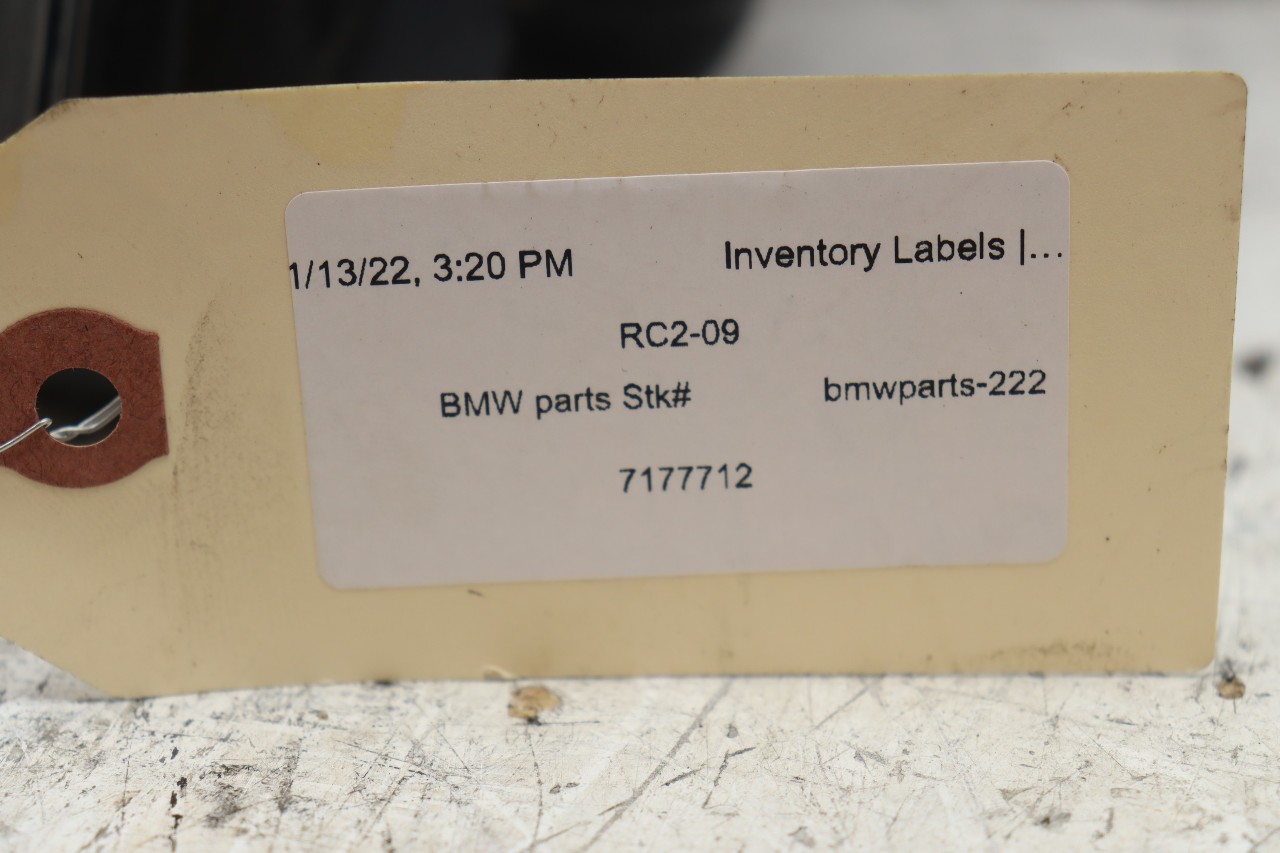 1/13/22, 3:20 PM Inventory Labels |...
RC2-09
BMW parts Stk# bmwparts-222
7177712